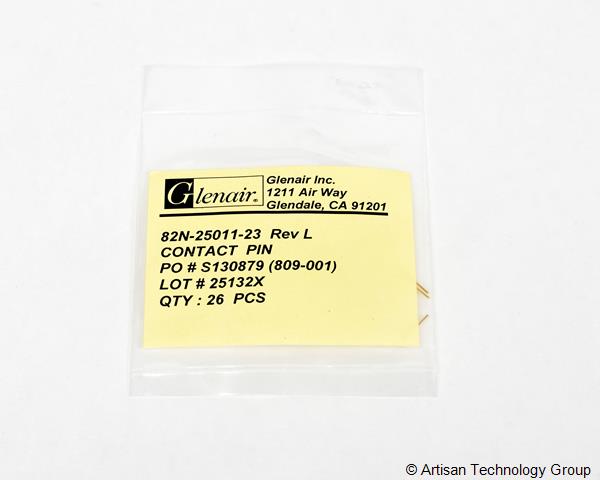 Glenair®
Glenair Inc.
1211 Air Way
Glendale, CA 91201
82N-25011-23 Rev L
CONTACT PIN
PO # S130879 (809-001)
LOT # 25132X
QTY : 26 PCS
© Artisan Technology Group